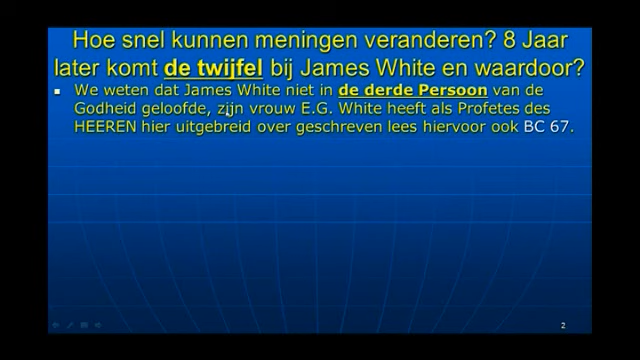 Hoe snel kunnen meningen veranderen? 8 Jaar
later komt de twijfel bij James White en waardoor?
We weten dat James White niet in de derde Persoon van de
Godheid geloofde, zijn vrouw E.G. White heeft als Profetes des
HEEREN hier uitgebreid over geschreven lees hiervoor ook BC 67.
2